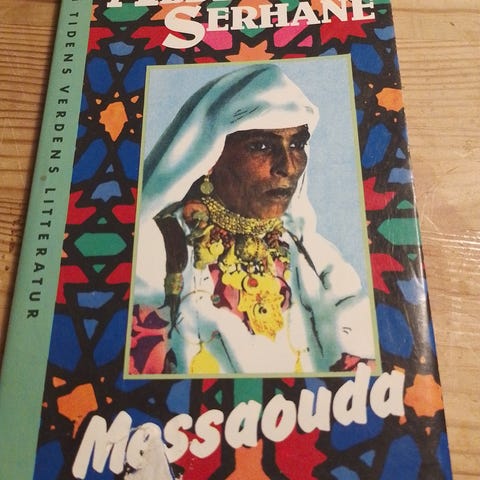 SERHANE
TIDENS VERDENS LITTERATUR
Messaouda